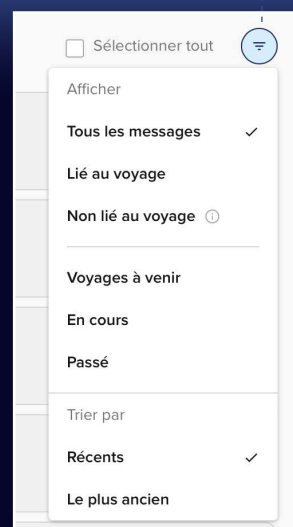 Sélectionner tout
Afficher
Tous les messages
Lié au voyage
Non lié au voyage
Voyages à venir
En cours
Passé
Trier par
Récents
Le plus ancien